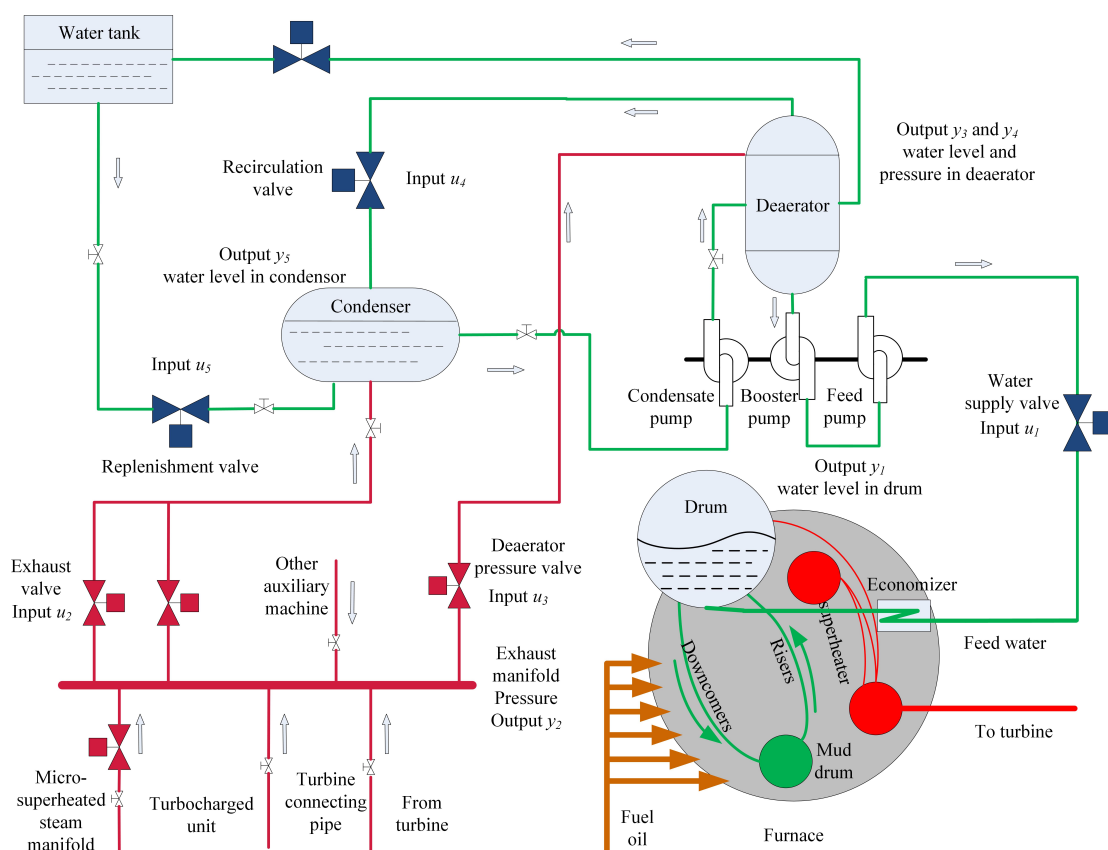 Water tank
Recirculation
valve
Input u4
Output y3 and y4
water level and
pressure in deaerator
Deaerator
Output y5
water level in condensor
Condenser
Input u5
Replenishment valve
Condensate
pump
Booster
pump
Feed
pump
Water
supply valve
Input u1
Output y1
water level in drum
Drum
Exhaust
valve
Input u2
Other
auxiliary
machine
Deaerator
pressure valve
Input u3
Economizer
superheater
Feed water
Risers
Downcomers
Exhaust
manifold
Pressure
Output y2
To turbine
Mud
drum
Micro-
superheated
steam
manifold
Turbocharged
unit
Turbine
connecting
pipe
From
turbine
Fuel
oil
Furnace